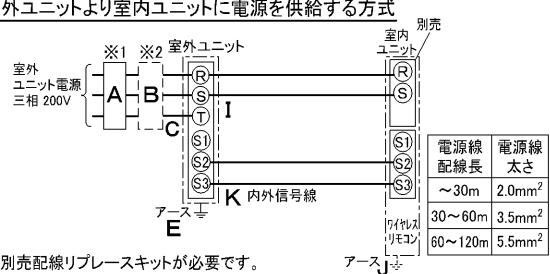 外ユニットより室内ユニットに電源を供給する方式
別売
※1 ※2 室外ユニット 室内
ユニット
室外
ユニット電源
三相 200V
A B
C
R
S
T
S1
S2
S3
I
K 内外信号線
アース
E
R
S
S1
S2
S3
ワイヤレス
リモコン
アース J
電源線
配線長
電源線
太さ
～30m 2.0mm²
30～60m 3.5mm²
60～120m 5.5mm²
別売配線リプレースキットが必要です。